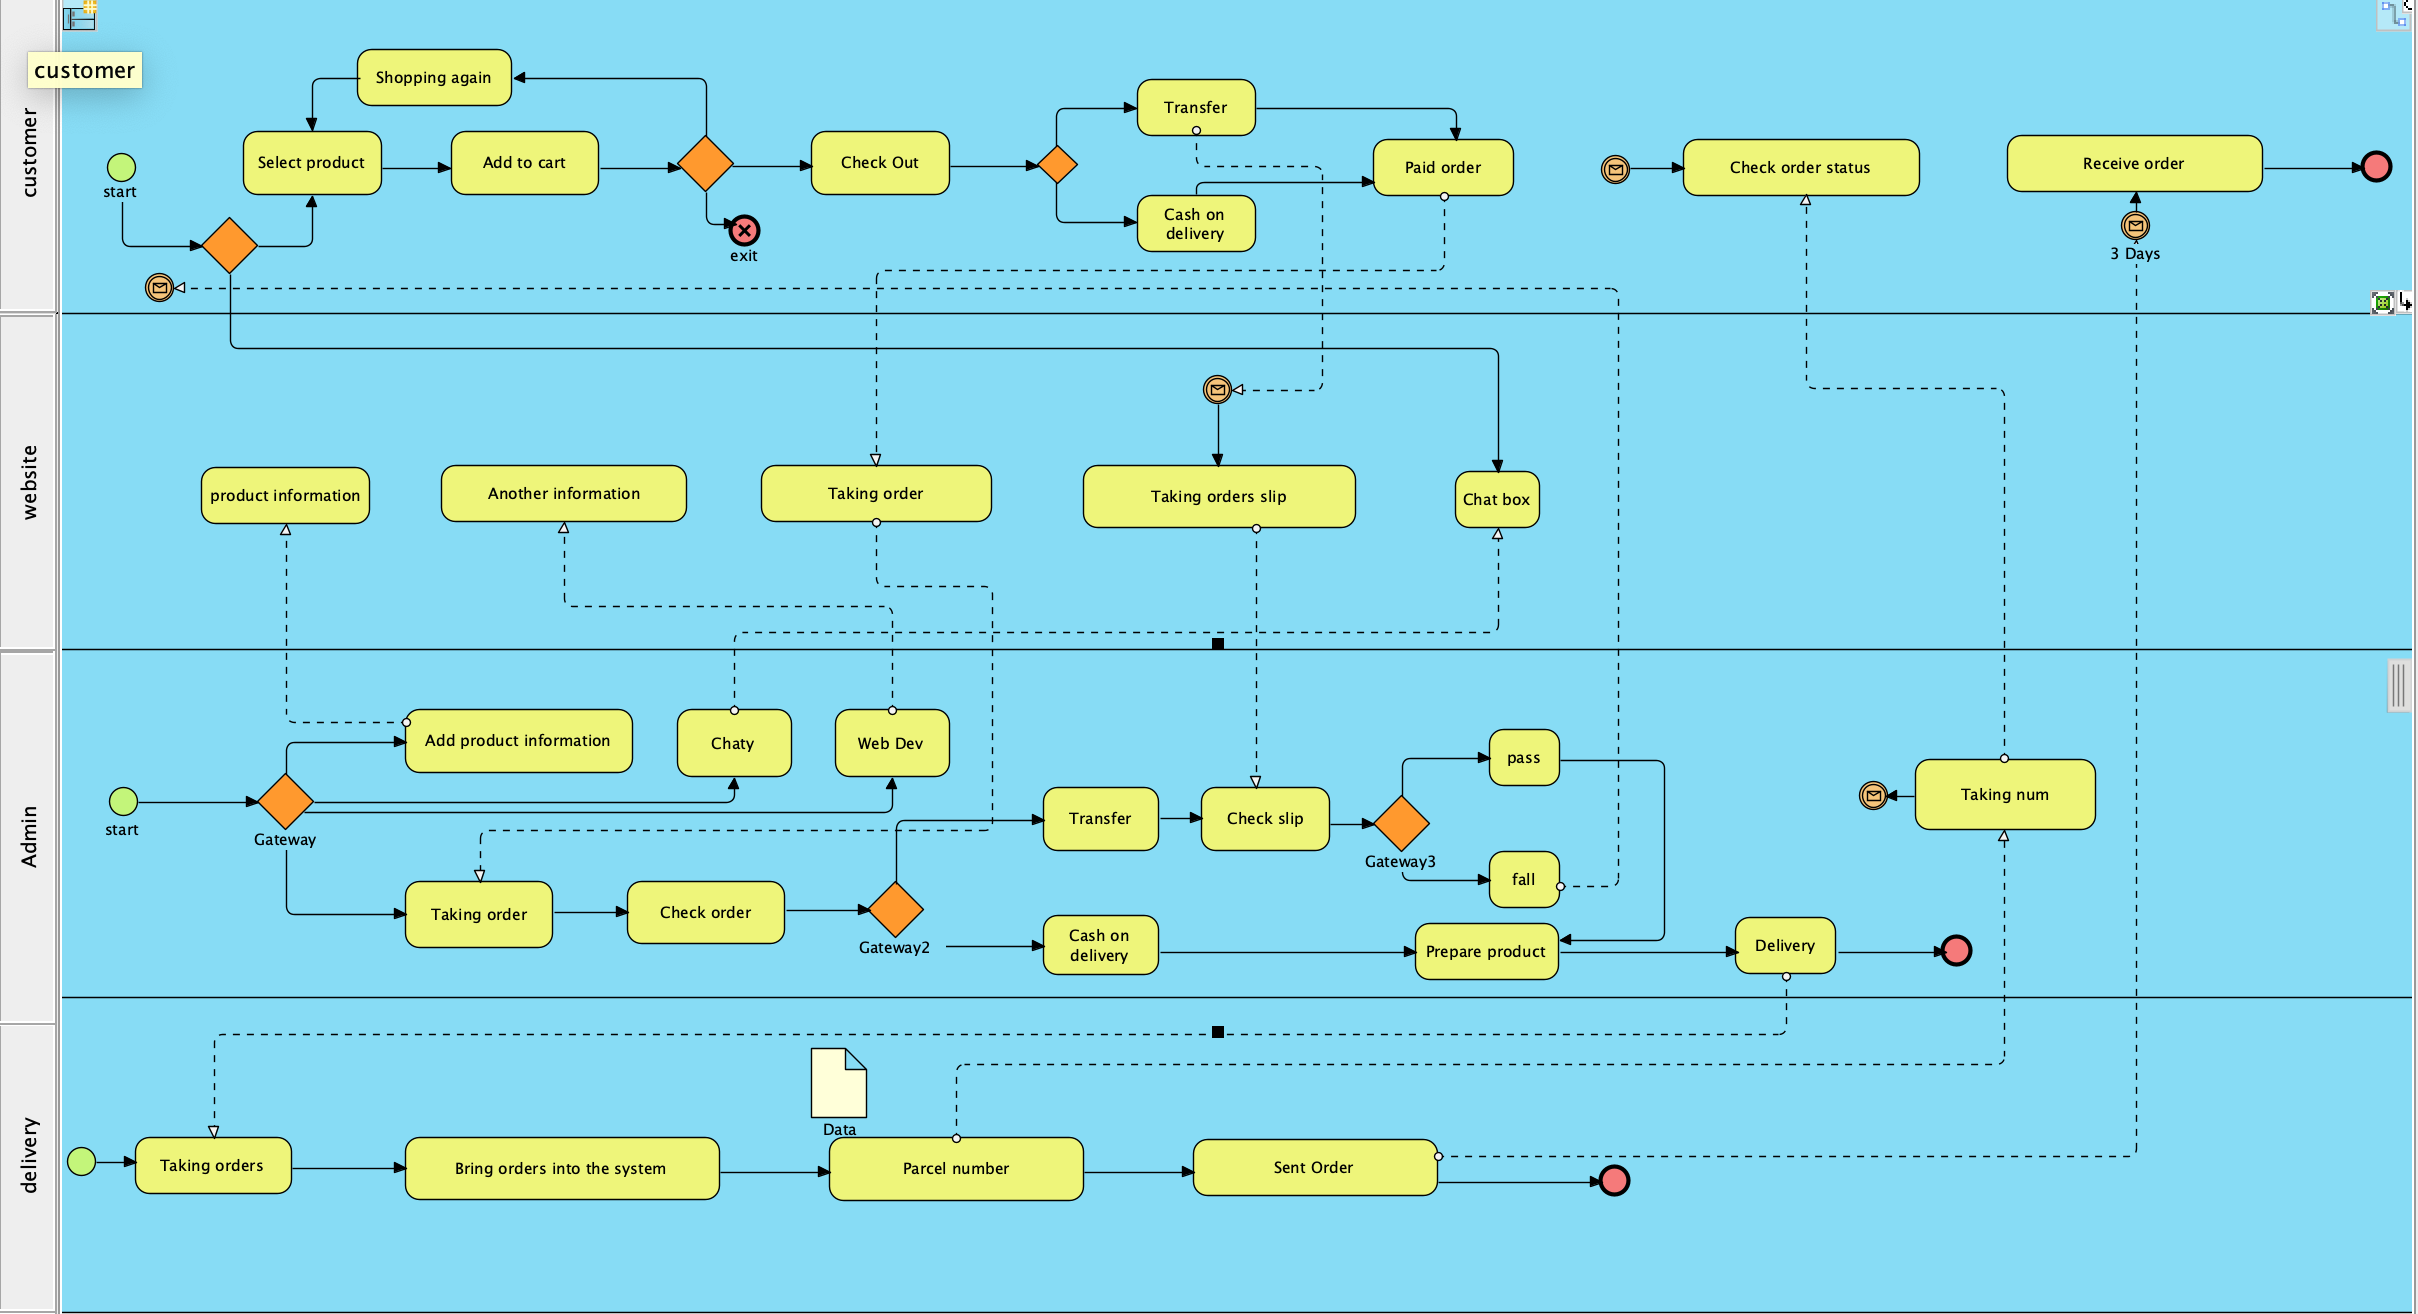 customer
customer
Shopping again
Transfer
start
Select product
Add to cart
Check Out
Paid order
Check order status
Receive order
Cash on
delivery
exit
3 Days
website
product information
Another information
Taking order
Taking orders slip
Chat box
Admin
Add product information
Chaty
Web Dev
pass
start
Gateway
Transfer
Check slip
Taking num
Gateway3
fall
Taking order
Check order
Gateway2
Cash on
delivery
Prepare product
Delivery
delivery
Data
Taking orders
Bring orders into the system
Parcel number
Sent Order